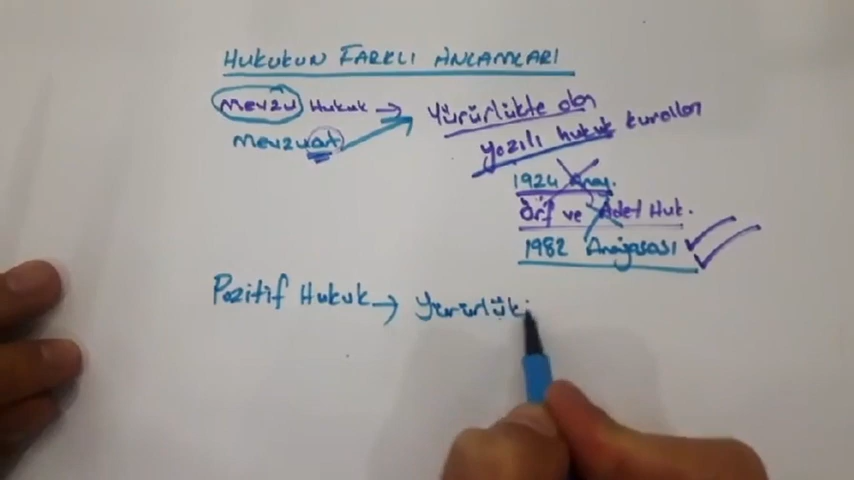 HUKUKUN FARKLI ANLAMLARI
Mevzu Hukuk → Yürürlükte olan
yazılı hukuk kuralları
Mevzuat
1924 Anay.
Örf ve Adet Huk.
1982 Anayasası
Pozitif Hukuk → Yürürlük